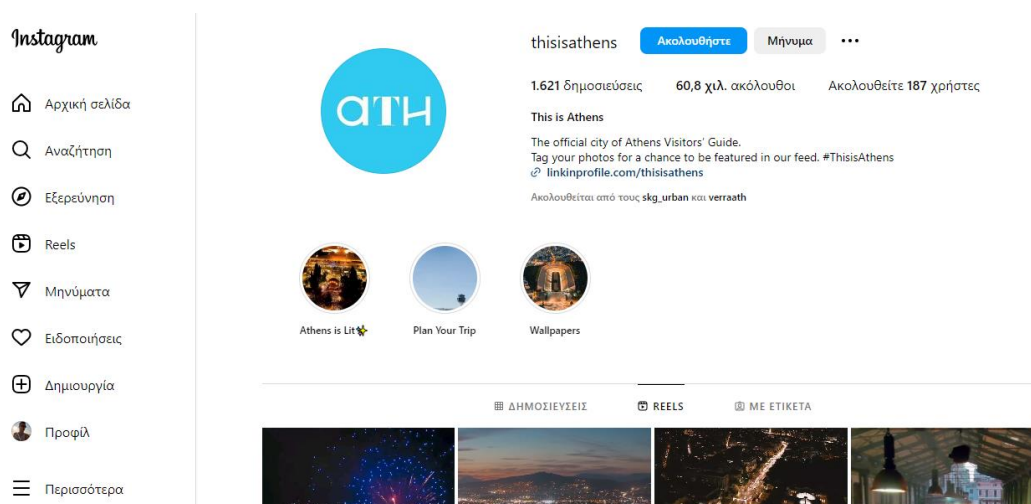 Instagram
Αρχική σελίδα
Αναζήτηση
Εξερεύνηση
Reels
Μηνύματα
Ειδοποιήσεις
Δημιουργία
Προφίλ
Περισσότερα
ATH
thisisathens Ακολουθήστε Μήνυμα
1.621 δημοσιεύσεις 60,8 χιλ. ακόλουθοι Ακολουθείτε 187 χρήστες
This is Athens
The official city of Athens Visitors' Guide.
Tag your photos for a chance to be featured in our feed. #ThisisAthens
linkinprofile.com/thisisathens
Ακολουθείται από τους skg_urban και verraath
Athens is Lit✨ Plan Your Trip Wallpapers
ΔΗΜΟΣΙΕΥΣΕΙΣ REELS ΜΕ ΕΤΙΚΕΤΑ